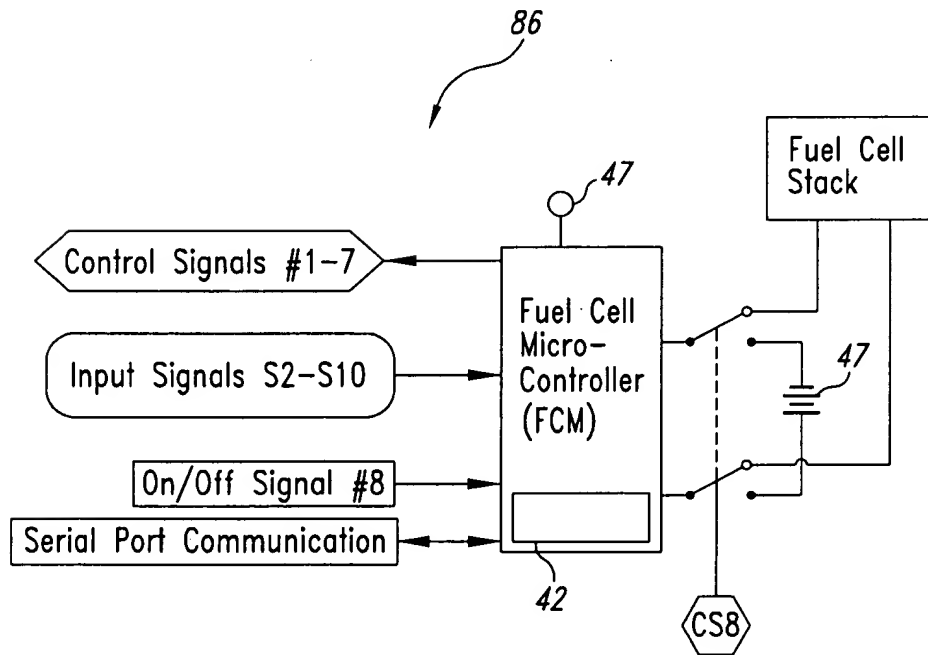 86
Fuel Cell
Stack
47
Control Signals #1-7
Fuel Cell
Micro-
Controller
(FCM)
Input Signals S2-S10
47
On/Off Signal #8
Serial Port Communication
42
CS8